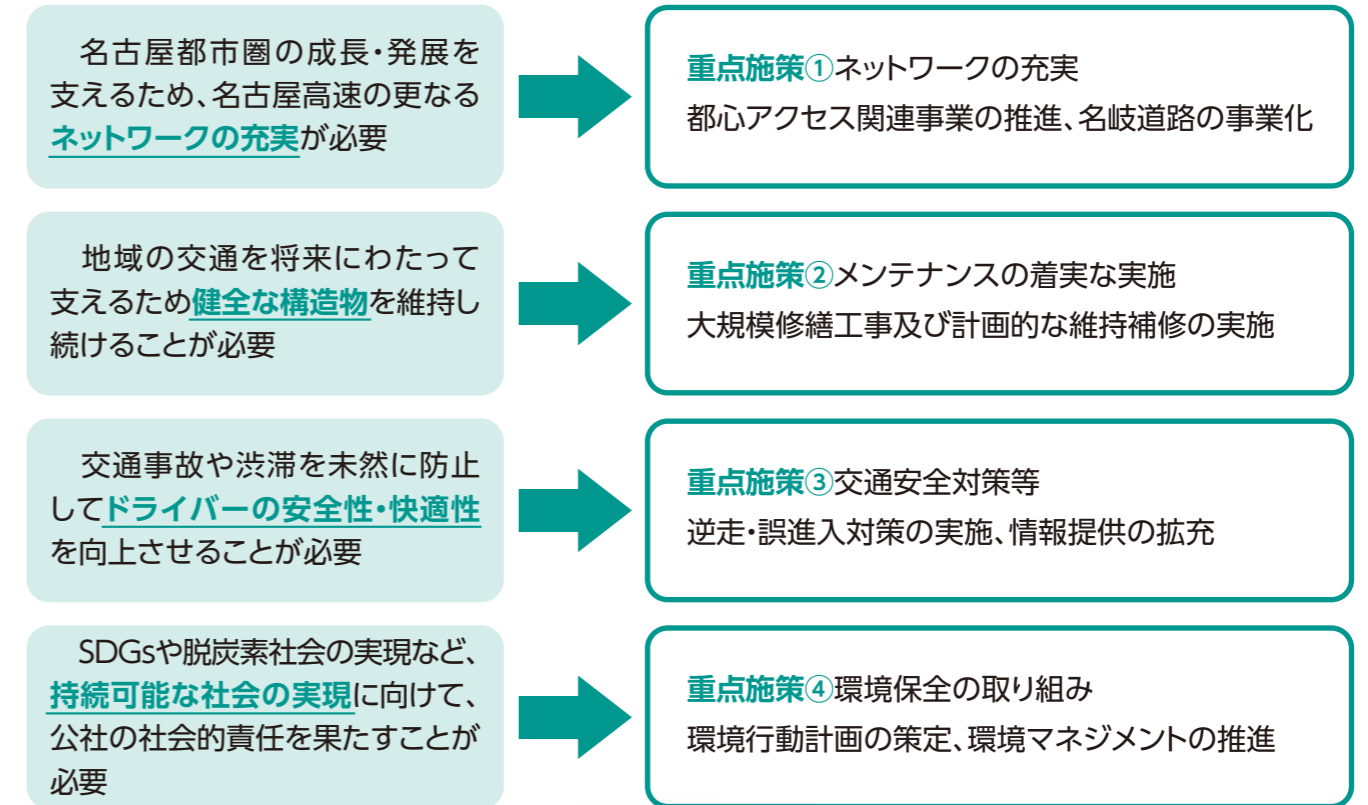 名古屋都市圏の成長・発展を
支えるため、名古屋高速の更なる
ネットワークの充実が必要
重点施策①ネットワークの充実
都心アクセス関連事業の推進、名岐道路の事業化
地域の交通を将来にわたって
支えるため健全な構造物を維持し
続けることが必要
重点施策②メンテナンスの着実な実施
大規模修繕工事及び計画的な維持補修の実施
交通事故や渋滞を未然に防止
してドライバーの安全性・快適性
を向上させることが必要
重点施策③交通安全対策等
逆走・誤進入対策の実施、情報提供の拡充
SDGsや脱炭素社会の実現など、
持続可能な社会の実現に向けて、
公社の社会的責任を果たすことが
必要
重点施策④環境保全の取り組み
環境行動計画の策定、環境マネジメントの推進